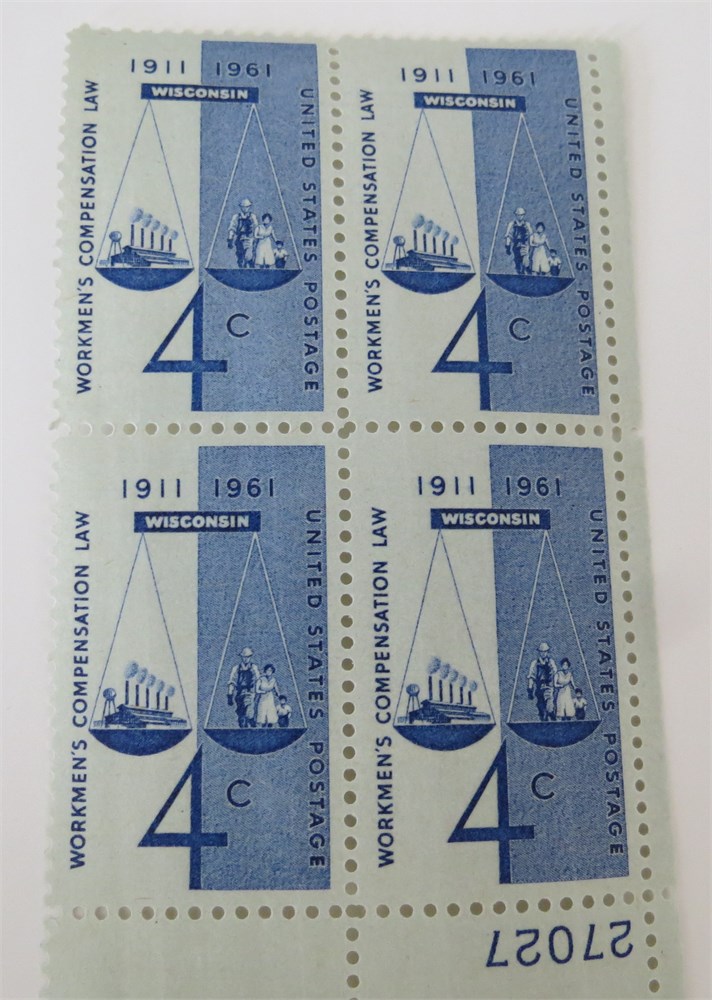 1911 1961
WISCONSIN
WORKMEN'S COMPENSATION LAW
UNITED STATES POSTAGE
4 C
1911 1961
WISCONSIN
WORKMEN'S COMPENSATION LAW
UNITED STATES POSTAGE
4 C
1911 1961
WISCONSIN
WORKMEN'S COMPENSATION LAW
UNITED STATES POSTAGE
4 C
1911 1961
WISCONSIN
WORKMEN'S COMPENSATION LAW
UNITED STATES POSTAGE
4 C
27027